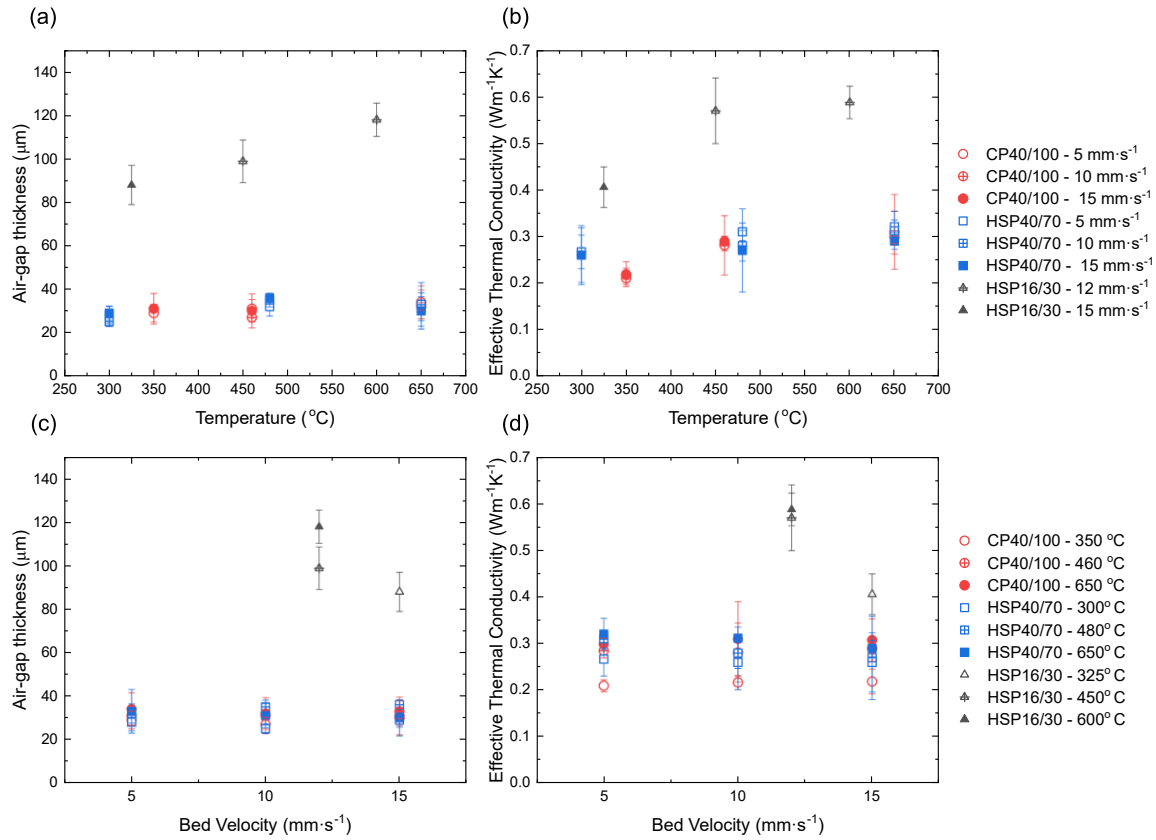 (a)
(b)
Air-gap thickness (μm)
140
120
100
80
60
40
20
0
250 300 350 400 450 500 550 600 650 700
Temperature (°C)
Effective Thermal Conductivity (Wm⁻¹K⁻¹)
0.7
0.6
0.5
0.4
0.3
0.2
0.1
0.0
250 300 350 400 450 500 550 600 650 700
Temperature (°C)
CP40/100 - 5 mm·s⁻¹
CP40/100 - 10 mm·s⁻¹
CP40/100 - 15 mm·s⁻¹
HSP40/70 - 5 mm·s⁻¹
HSP40/70 - 10 mm·s⁻¹
HSP40/70 - 15 mm·s⁻¹
HSP16/30 - 12 mm·s⁻¹
HSP16/30 - 15 mm·s⁻¹
(c)
(d)
Air-gap thickness (μm)
140
120
100
80
60
40
20
0
5 10 15
Bed Velocity (mm·s⁻¹)
Effective Thermal Conductivity (Wm⁻¹K⁻¹)
0.7
0.6
0.5
0.4
0.3
0.2
0.1
0.0
5 10 15
Bed Velocity (mm·s⁻¹)
CP40/100 - 350 °C
CP40/100 - 460 °C
CP40/100 - 650 °C
HSP40/70 - 300° C
HSP40/70 - 480° C
HSP40/70 - 650° C
HSP16/30 - 325° C
HSP16/30 - 450° C
HSP16/30 - 600° C